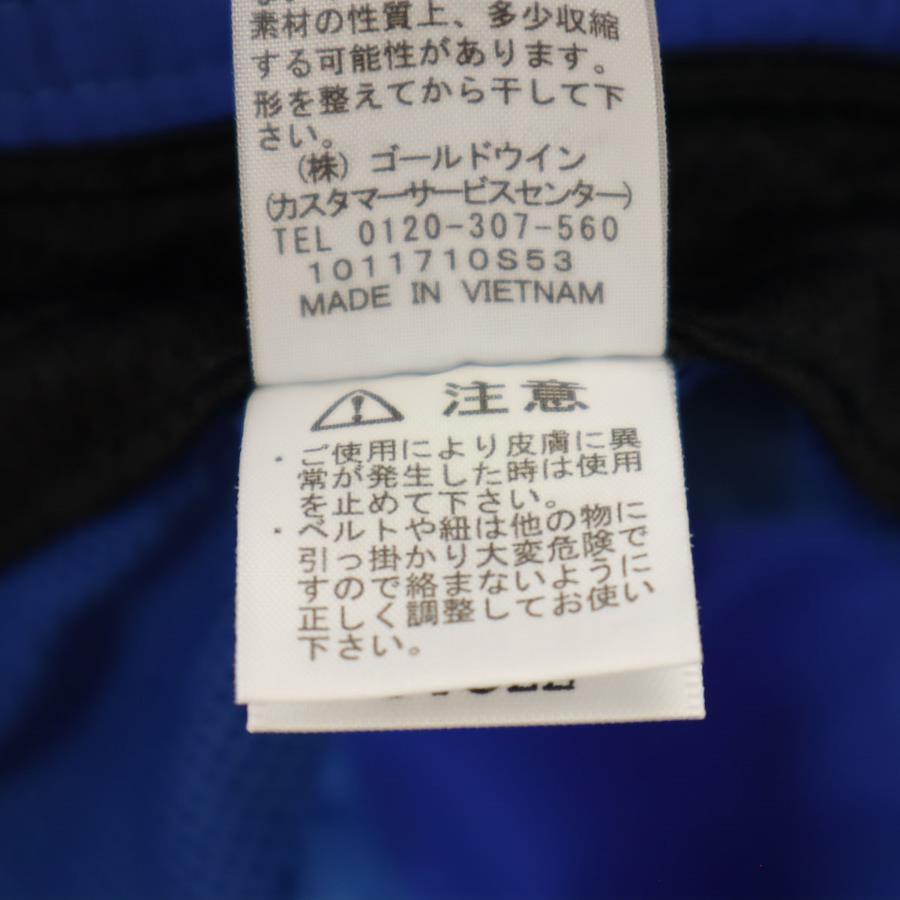 素材の性質上、多少収縮
する可能性があります。
形を整えてから干して下
さい。
(株) ゴールドウイン
(カスタマーサービスセンター)
TEL 0120-307-560
1011710S53
MADE IN VIETNAM
注意
・ご使用により皮膚に異
常が発生した時は使用
を止めて下さい。
・ベルトや紐は他の物に
引っ掛かり大変危険で
すので絡まないように
正しく調整してお使い
下さい。